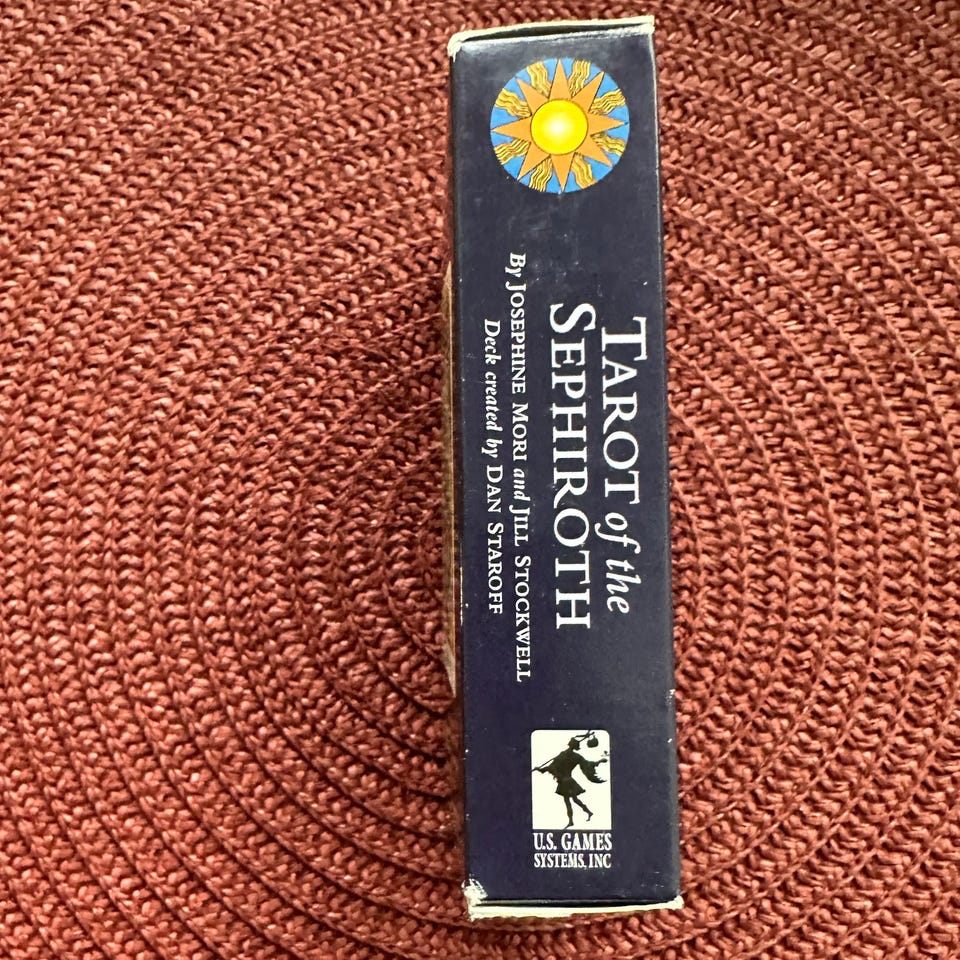 TAROT of the
SEPHIROTH
By JOSEPHINE MORI and JILL STOCKWELL
Deck created by DAN STAROFF
U.S. GAMES
SYSTEMS, INC